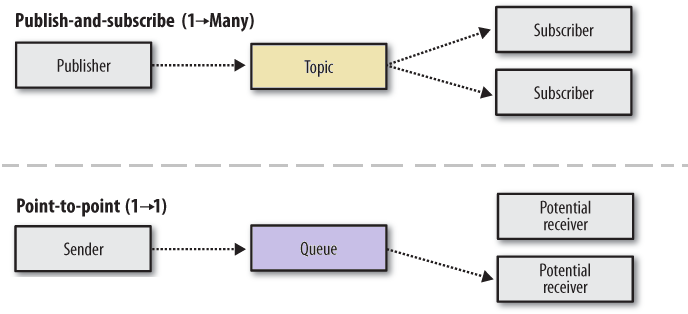 Publish-and-subscribe (1→Many)
Publisher
Topic
Subscriber
Subscriber
Point-to-point (1→1)
Sender
Queue
Potential
receiver
Potential
receiver